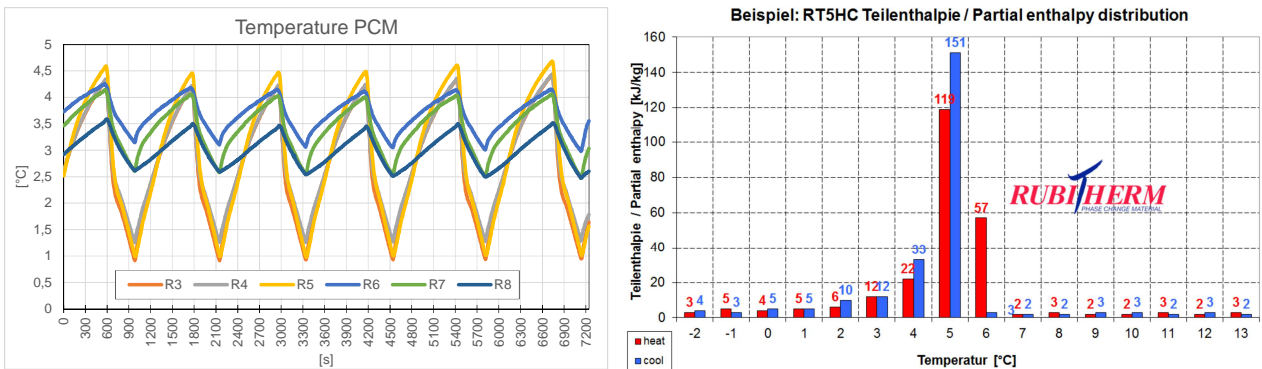 Temperature PCM
5
4,5
4
3,5
3
2,5
2
1,5
1
0,5
0
[°C]
R3 R4 R5 R6 R7 R8
0 300 600 900 1200 1500 1800 2100 2400 2700 3000 3300 3600 3900 4200 4500 4800 5100 5400 5700 6000 6300 6600 6900 7200
[s]
Beispiel: RT5HC Teilenthalpie / Partial enthalpy distribution
Teilenthalpie / Partial enthalpy [kJ/kg]
160
140
120
100
80
60
40
20
0
3 4 5 3 4 5 5 5 6 10 12 12 22 33 119 151 57 3 2 2 3 2 2 3 2 3 3 2 2 3 3 2
RUBITHERM
PHASE CHANGE MATERIAL
-2 -1 0 1 2 3 4 5 6 7 8 9 10 11 12 13
heat
cool
Temperatur [°C]